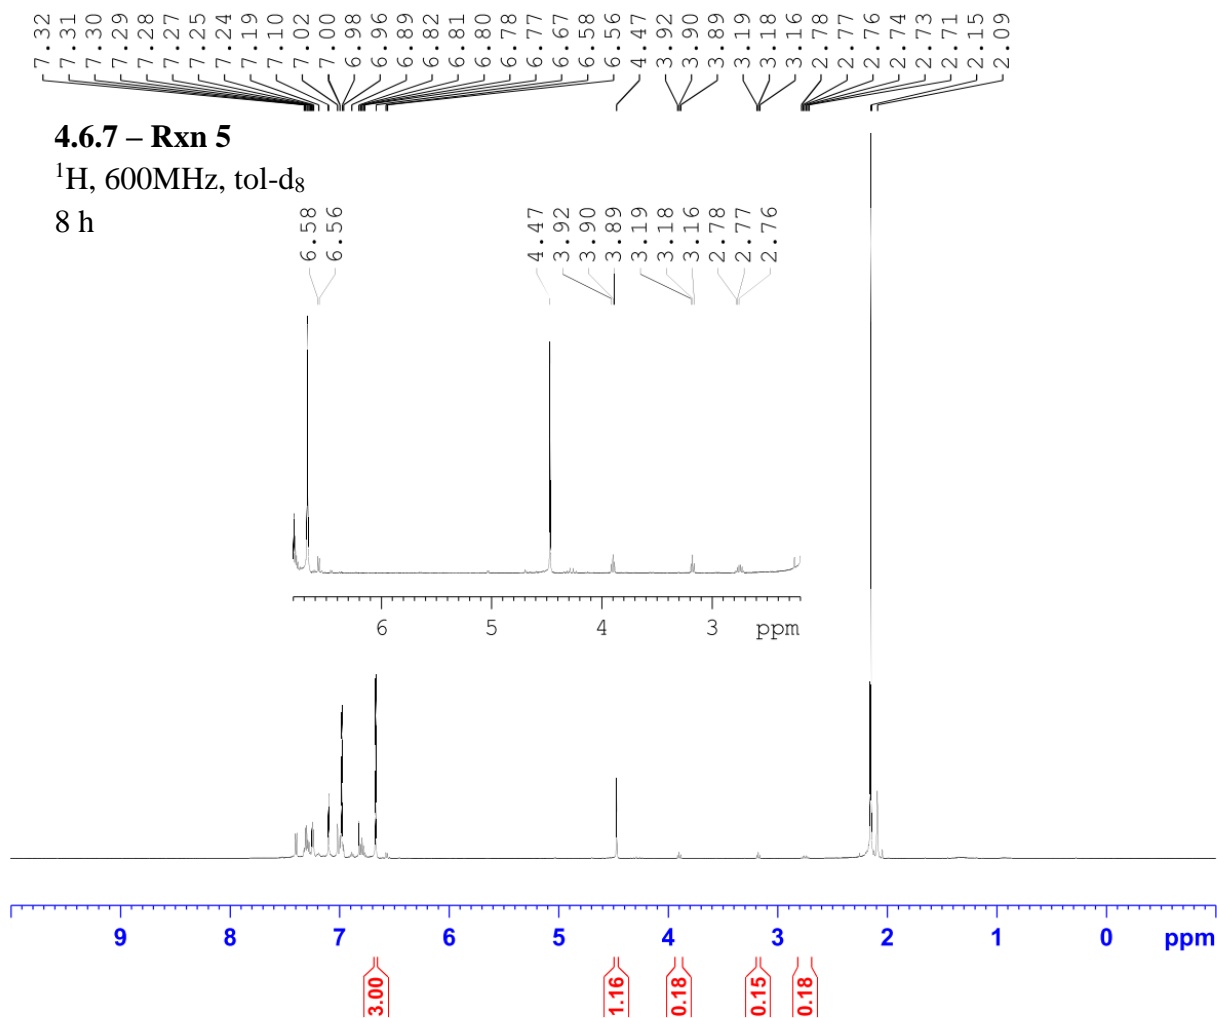 7.32 7.31 7.30 7.29 7.28 7.27 7.25 7.24 7.19 7.10 7.02 7.00 6.98 6.96 6.89 6.82 6.81 6.80 6.78 6.77 6.67 6.58 6.56 4.47 3.92 3.90 3.89 3.19 3.18 3.16 2.78 2.77 2.76 2.74 2.73 2.71 2.15 2.09
4.6.7 – Rxn 5
¹H, 600MHz, tol-d₈
8 h
6.58 6.56 4.47 3.92 3.90 3.89 3.19 3.18 3.16 2.78 2.77 2.76
6 5 4 3 ppm
9 8 7 6 5 4 3 2 1 0 ppm
3.00 1.16 0.18 0.15 0.18